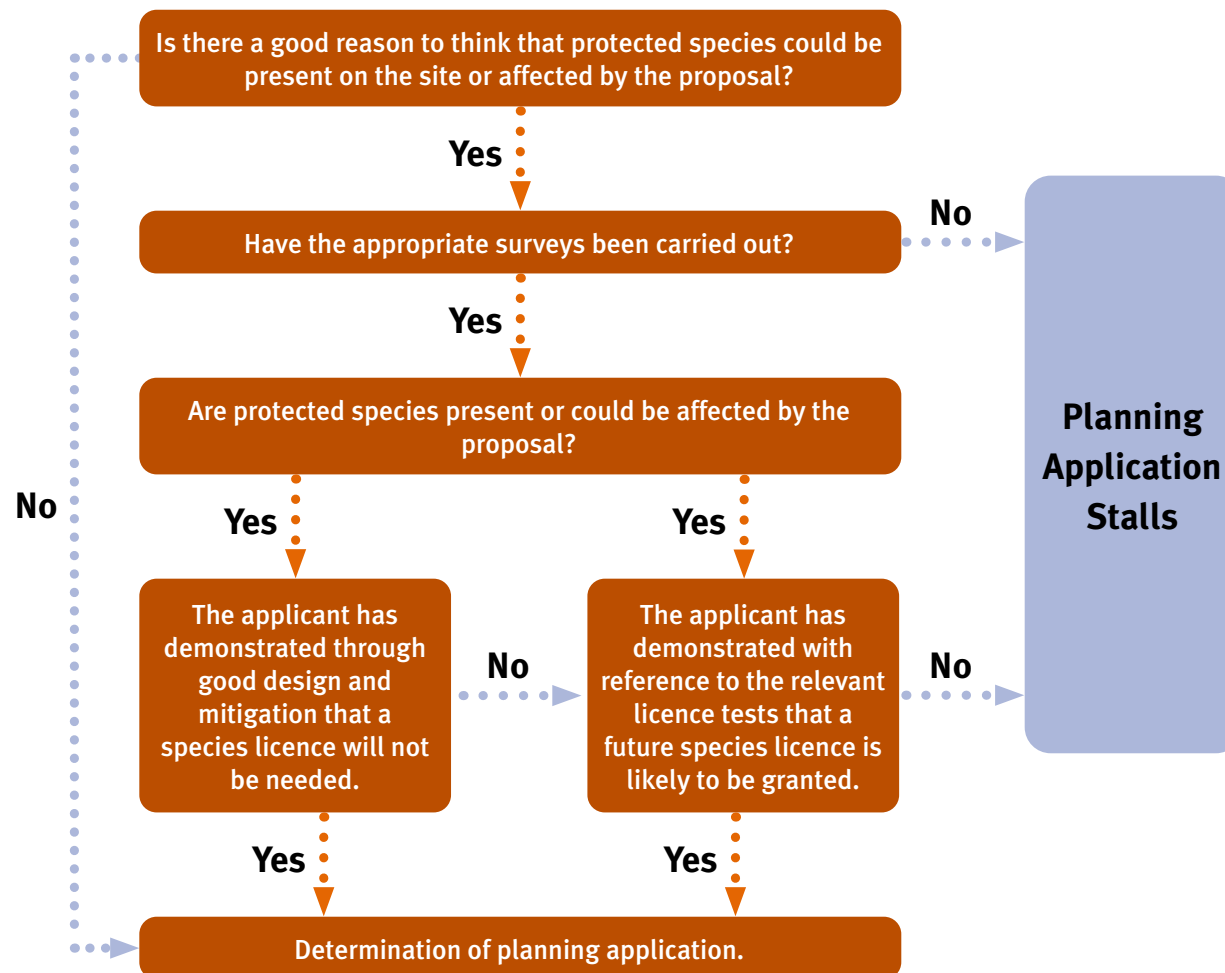 Is there a good reason to think that protected species could be
present on the site or affected by the proposal?
Yes
Have the appropriate surveys been carried out?
No
Yes
Are protected species present or could be affected by the
proposal?
Planning
Application
Stalls
No
Yes
Yes
The applicant has
demonstrated through
good design and
mitigation that a
species licence will not
be needed.
No
The applicant has
demonstrated with
reference to the relevant
licence tests that a
future species licence is
likely to be granted.
No
Yes
Yes
Determination of planning application.